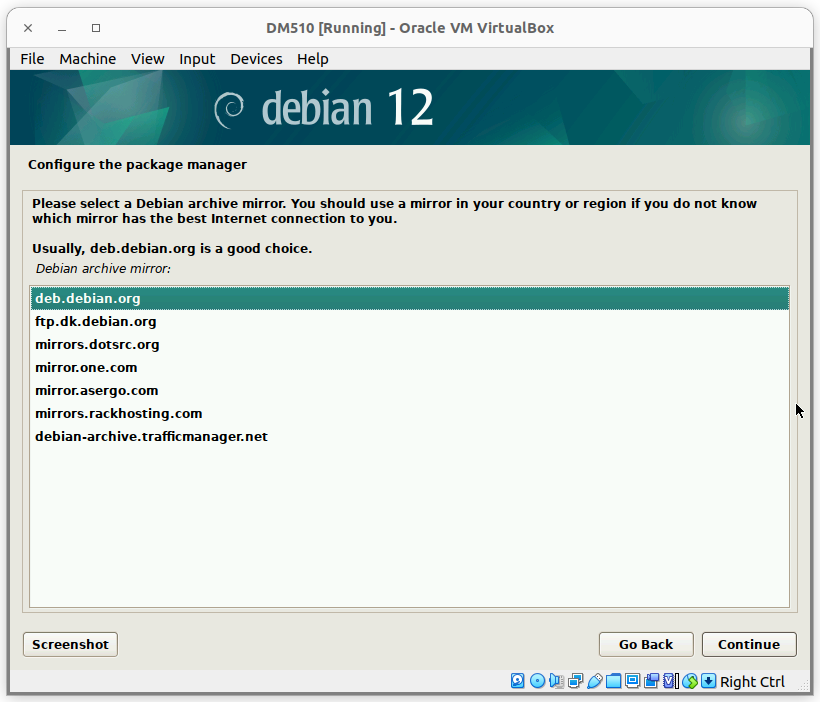 DM510 [Running] - Oracle VM VirtualBox
File Machine View Input Devices Help
debian 12
Configure the package manager
Please select a Debian archive mirror. You should use a mirror in your country or region if you do not know
which mirror has the best Internet connection to you.
Usually, deb.debian.org is a good choice.
Debian archive mirror:
deb.debian.org
ftp.dk.debian.org
mirrors.dotsrc.org
mirror.one.com
mirror.asergo.com
mirrors.rackhosting.com
debian-archive.trafficmanager.net
Screenshot Go Back Continue
Right Ctrl